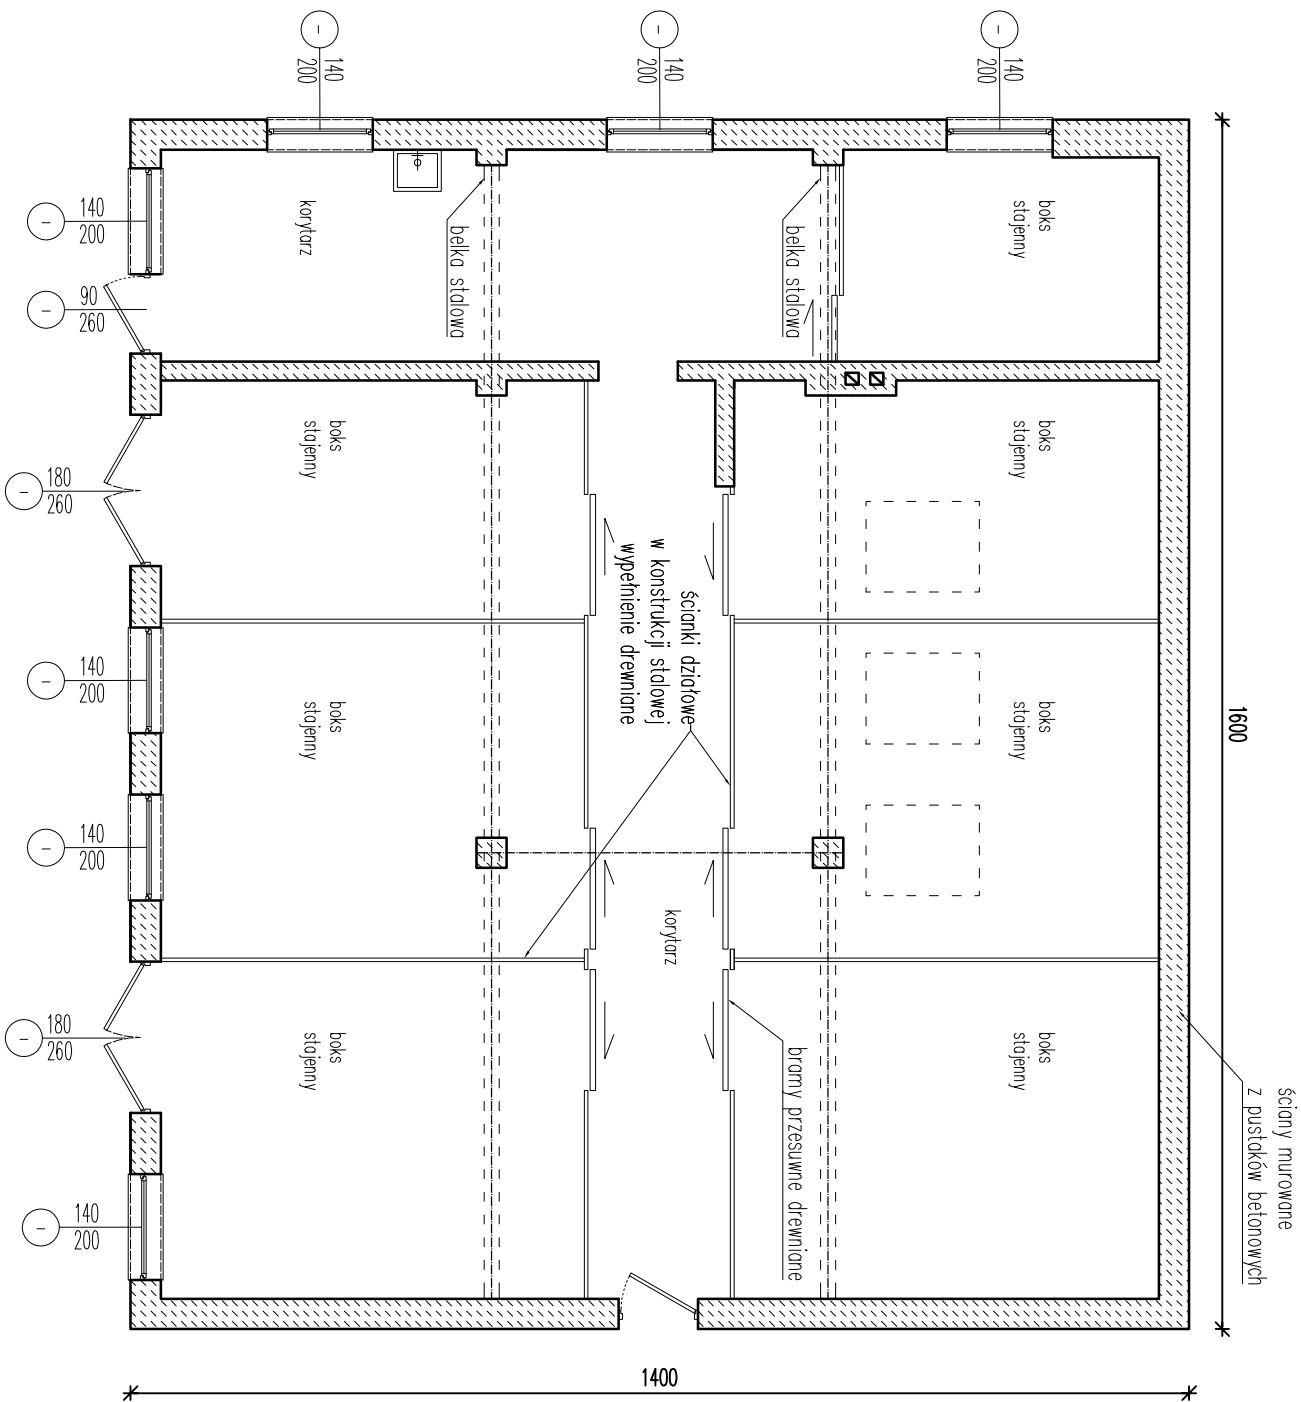 140
200
140
200
140
200
140
200
90
260
180
260
140
200
140
200
180
260
140
200
korytarz
belka stalowa
belka stalowa
boks
stajenny
boks
stajenny
boks
stajenny
ścianki działowe
w konstrukcji stalowej
wypełnienie drewniane
boks
stajenny
boks
stajenny
korytarz
boks
stajenny
boks
stajenny
bramy przesuwne drewniane
ściany murowane
z pustaków betonowych
1600
1400